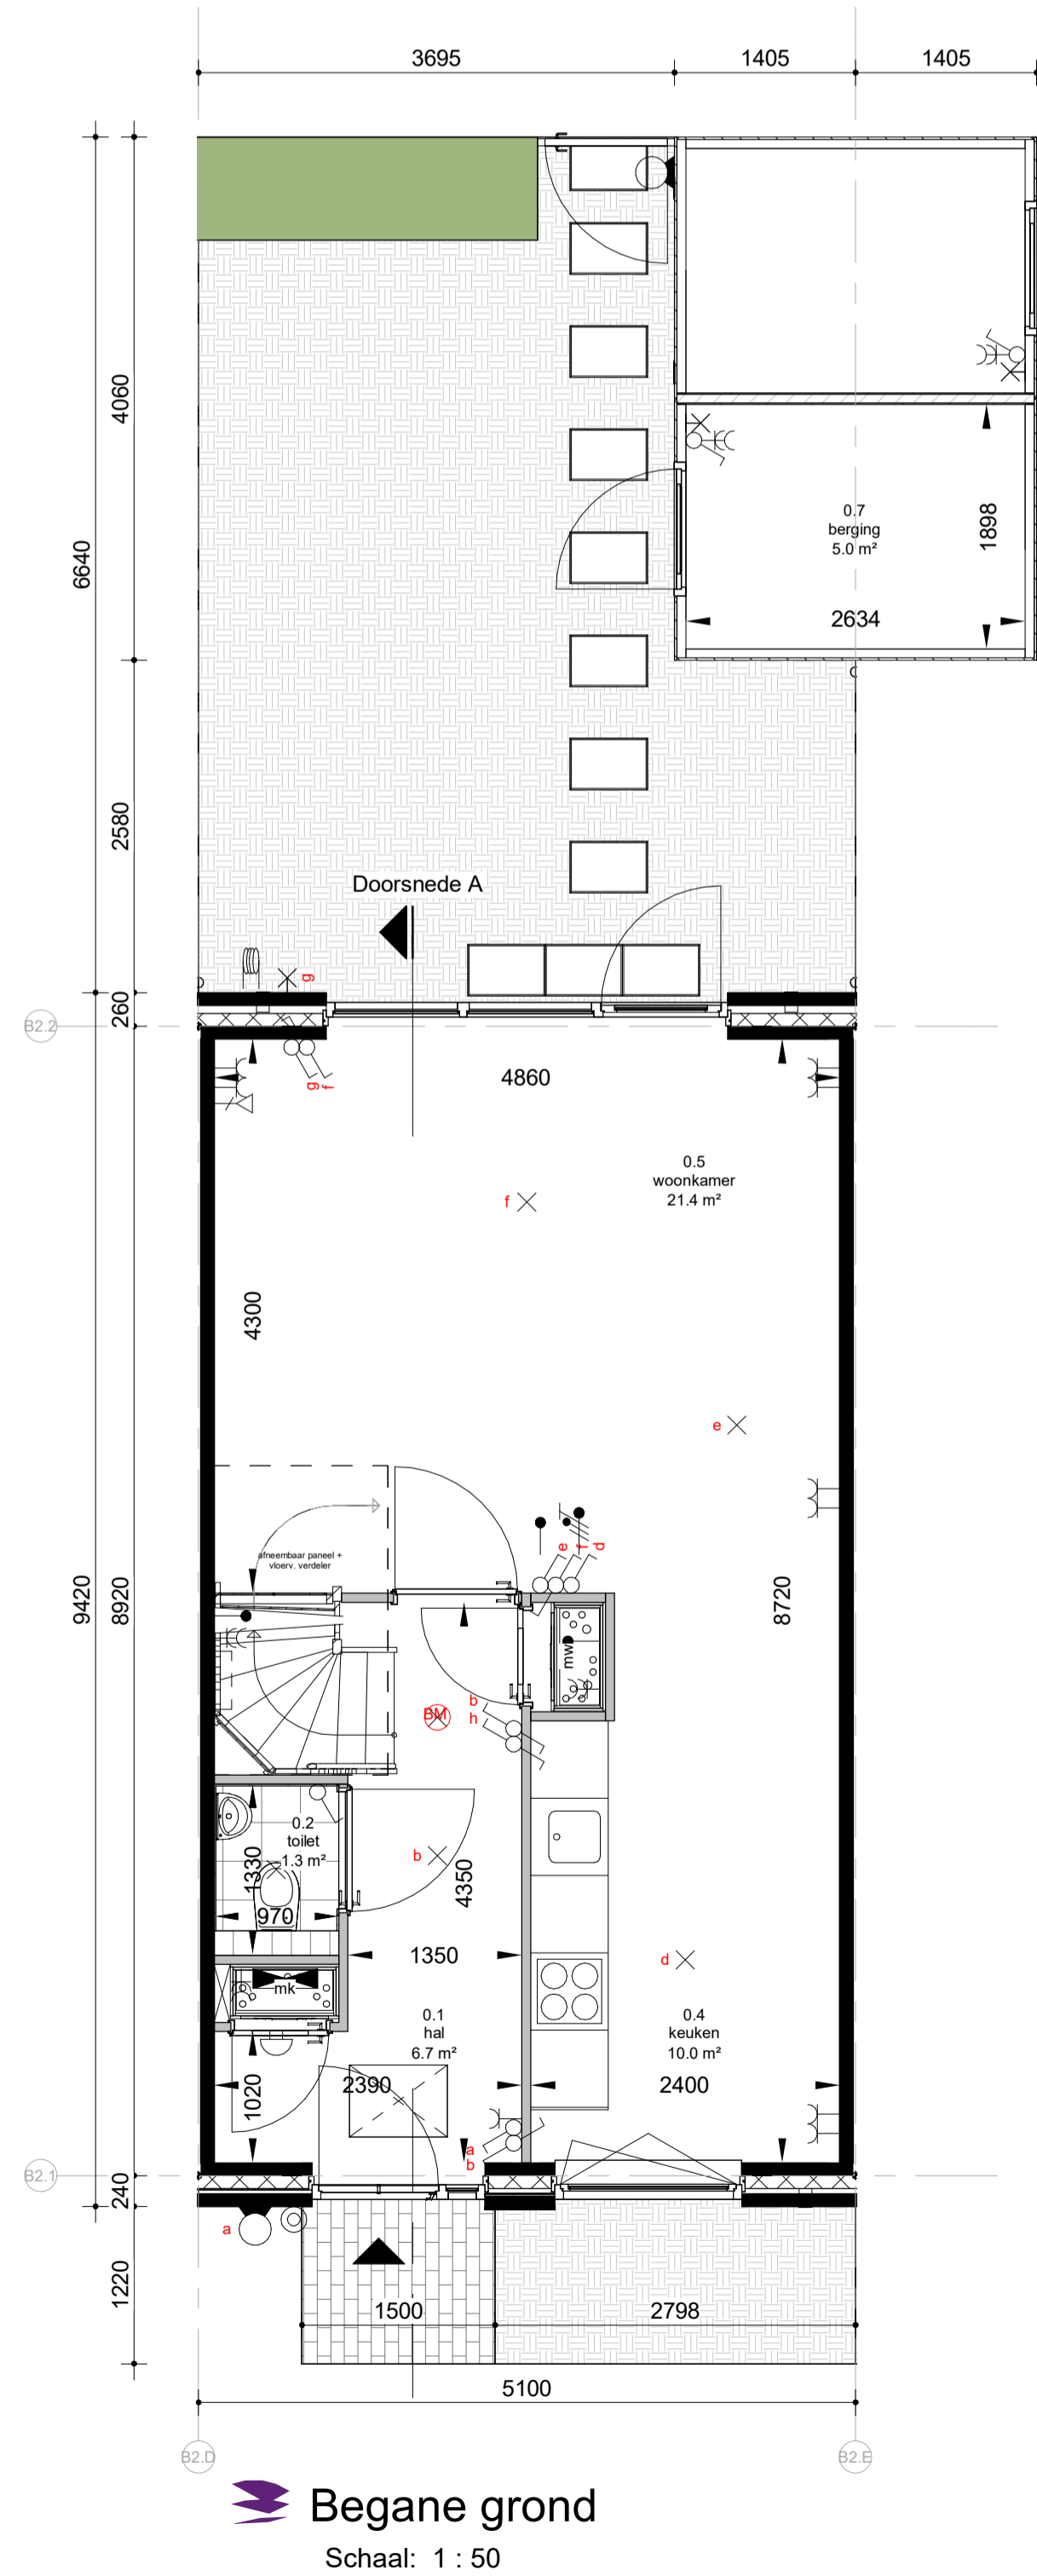 3695
1405
1405
4060
6640
0.7
berging
5.0 m²
1898
2634
2580
Doorsnede A
g
260
B2.2
g
f
4860
0.5
woonkamer
21.4 m²
f
4300
e
afneembaar paneel +
vloerv. verdeler
e
f
d
9420
8920
8720
mw
BM
b
h
0.2
toilet
1.3 m²
1330
970
b
4350
1350
d
mk
0.1
hal
6.7 m²
0.4
keuken
10.0 m²
1020
2390
2400
a
b
B2.1
240
a
1220
1500
2798
5100
B2.D
B2.E
Begane grond
Schaal: 1 : 50